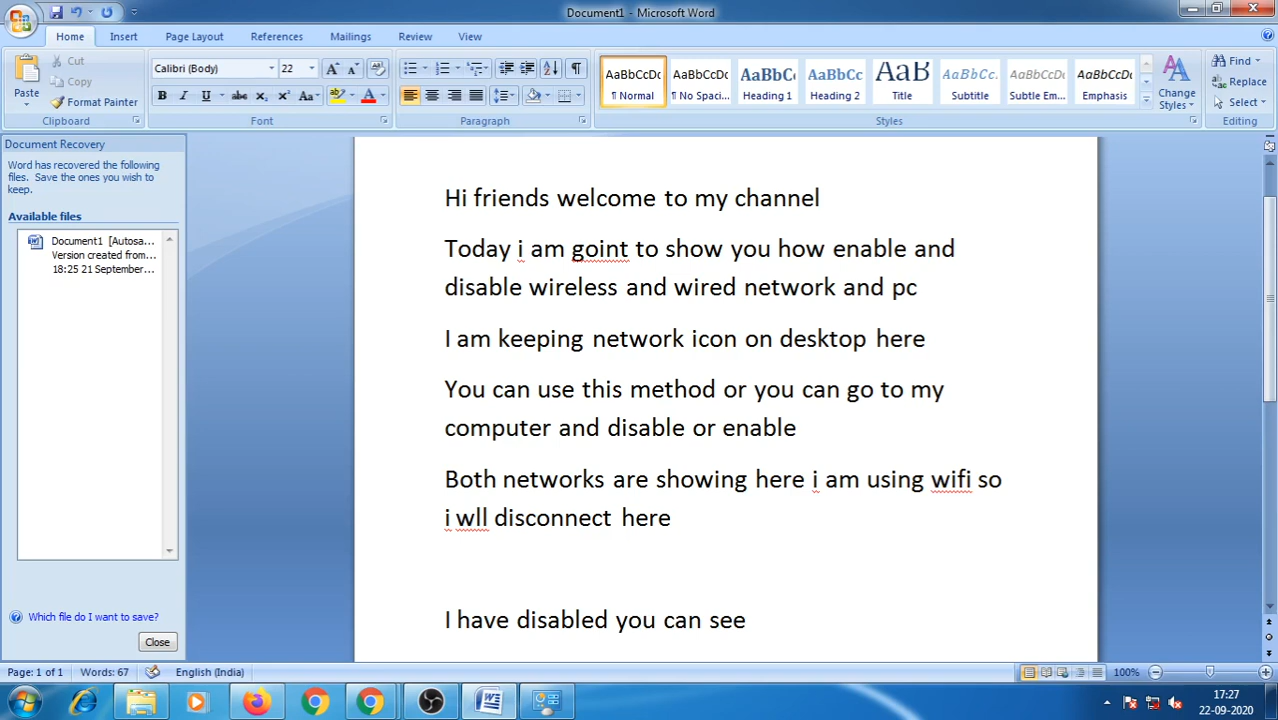 Document1 - Microsoft Word
Home Insert Page Layout References Mailings Review View
Paste
Cut
Copy
Format Painter
Clipboard
Calibri (Body) 22
Font
Paragraph
AaBbCcDc AaBbCcDc AaBbCc AaBbCc AaB AaBbCc. AaBbCcDc AaBbCcDc
¶ Normal ¶ No Spaci... Heading 1 Heading 2 Title Subtitle Subtle Em... Emphasis
Change
Styles
Styles
Find
Replace
Select
Editing
Document Recovery
Word has recovered the following
files. Save the ones you wish to
keep.
Available files
Document1 [Autosa...
Version created from...
18:25 21 September...
Which file do I want to save?
Close
Hi friends welcome to my channel
Today i am goint to show you how enable and
disable wireless and wired network and pc
I am keeping network icon on desktop here
You can use this method or you can go to my
computer and disable or enable
Both networks are showing here i am using wifi so
i wll disconnect here
I have disabled you can see
Page: 1 of 1 Words: 67 English (India) 100%
17:27
22-09-2020